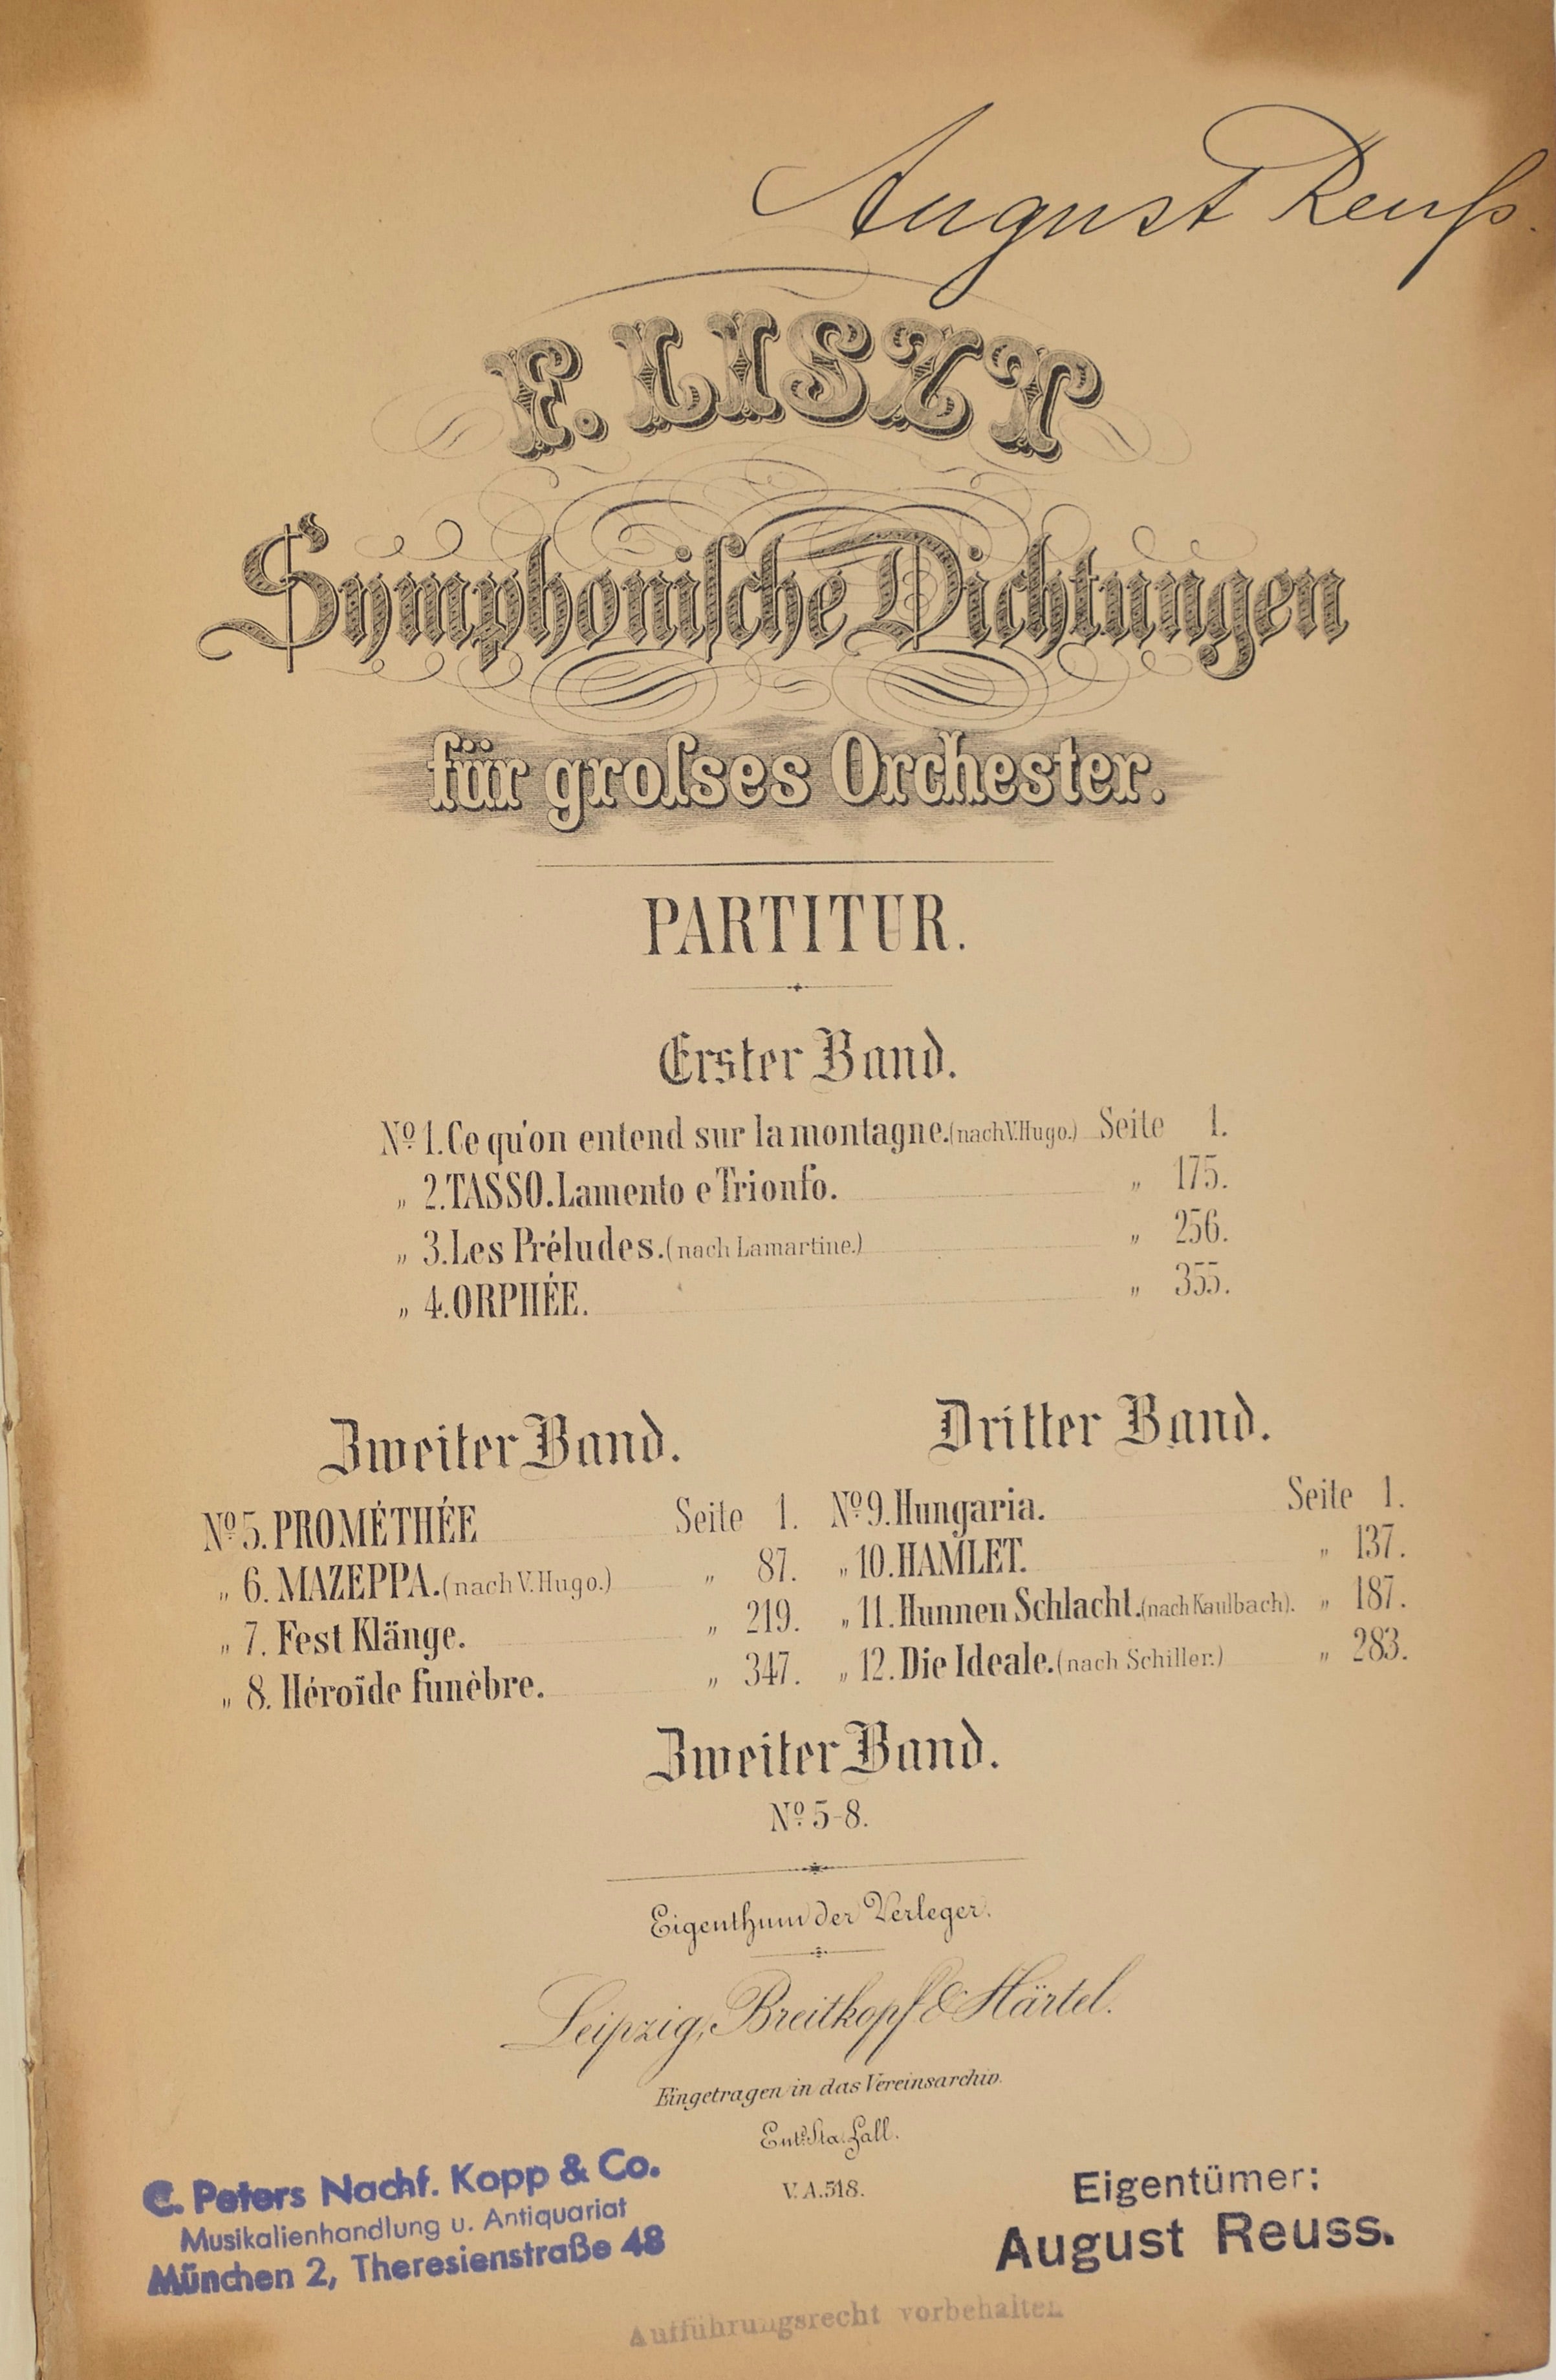 August Reuß.
F. LISZT
Symphoniſche Dichtungen
für groſses Orchester.
PARTITUR.
Erster Band.
Nº 1. Ce qu'on entend sur la montagne. (nach V. Hugo.) Seite 1.
„ 2. TASSO. Lamento e Trionfo. „ 175.
„ 3. Les Préludes. (nach Lamartine.) „ 256.
„ 4. ORPHÉE. „ 355.
Zweiter Band.
Nº 5. PROMÉTHÉE Seite 1.
„ 6. MAZEPPA. (nach V. Hugo.) „ 87.
„ 7. Fest Klänge. „ 219.
„ 8. Héroïde funèbre. „ 347.
Dritter Band.
Nº 9. Hungaria. Seite 1.
„ 10. HAMLET. „ 137.
„ 11. Hunnen Schlacht. (nach Kaulbach). „ 187.
„ 12. Die Ideale. (nach Schiller.) „ 283.
Zweiter Band.
Nº 5-8.
Eigenthum der Verleger.
Leipzig, Breitkopf & Härtel.
Eingetragen in das Vereinsarchiv.
Entd Sta. Hall.
V. A. 518.
C. Peters Nachf. Kopp & Co.
Musikalienhandlung u. Antiquariat
München 2, Theresienstraße 48
Eigentümer:
August Reuss.
Aufführungsrecht vorbehalten